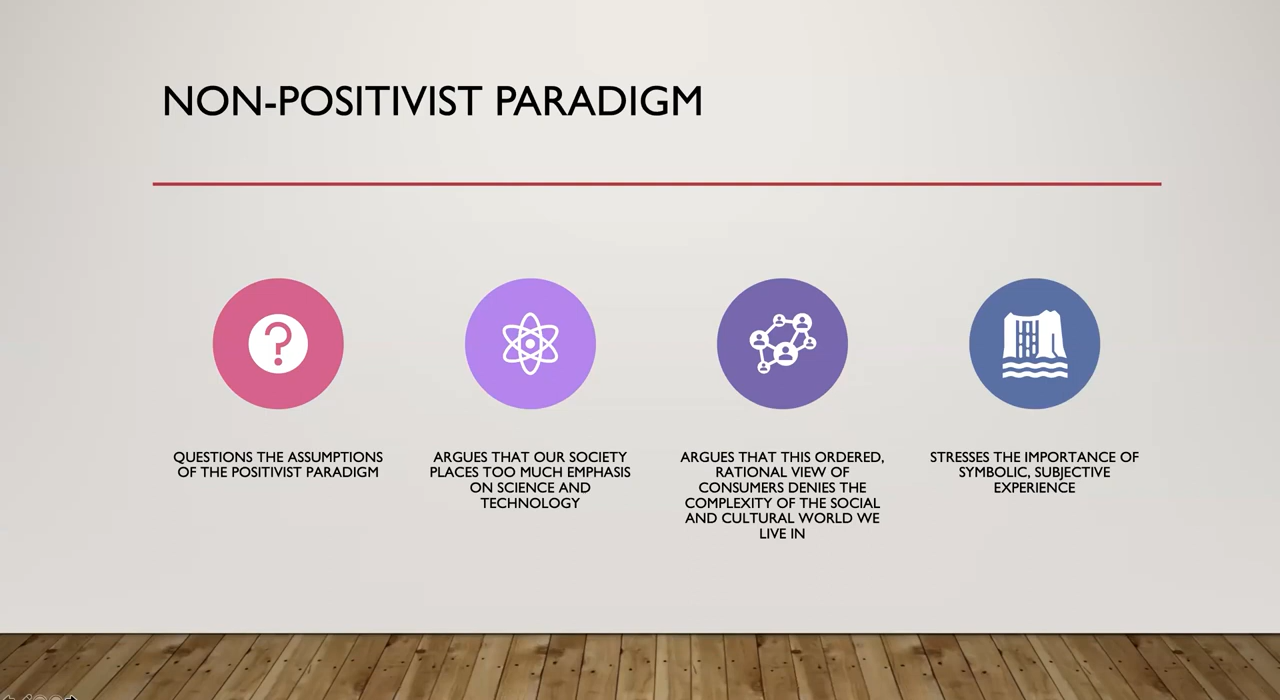 NON-POSITIVIST PARADIGM
QUESTIONS THE ASSUMPTIONS
OF THE POSITIVIST PARADIGM
ARGUES THAT OUR SOCIETY
PLACES TOO MUCH EMPHASIS
ON SCIENCE AND
TECHNOLOGY
ARGUES THAT THIS ORDERED,
RATIONAL VIEW OF
CONSUMERS DENIES THE
COMPLEXITY OF THE SOCIAL
AND CULTURAL WORLD WE
LIVE IN
STRESSES THE IMPORTANCE OF
SYMBOLIC, SUBJECTIVE
EXPERIENCE